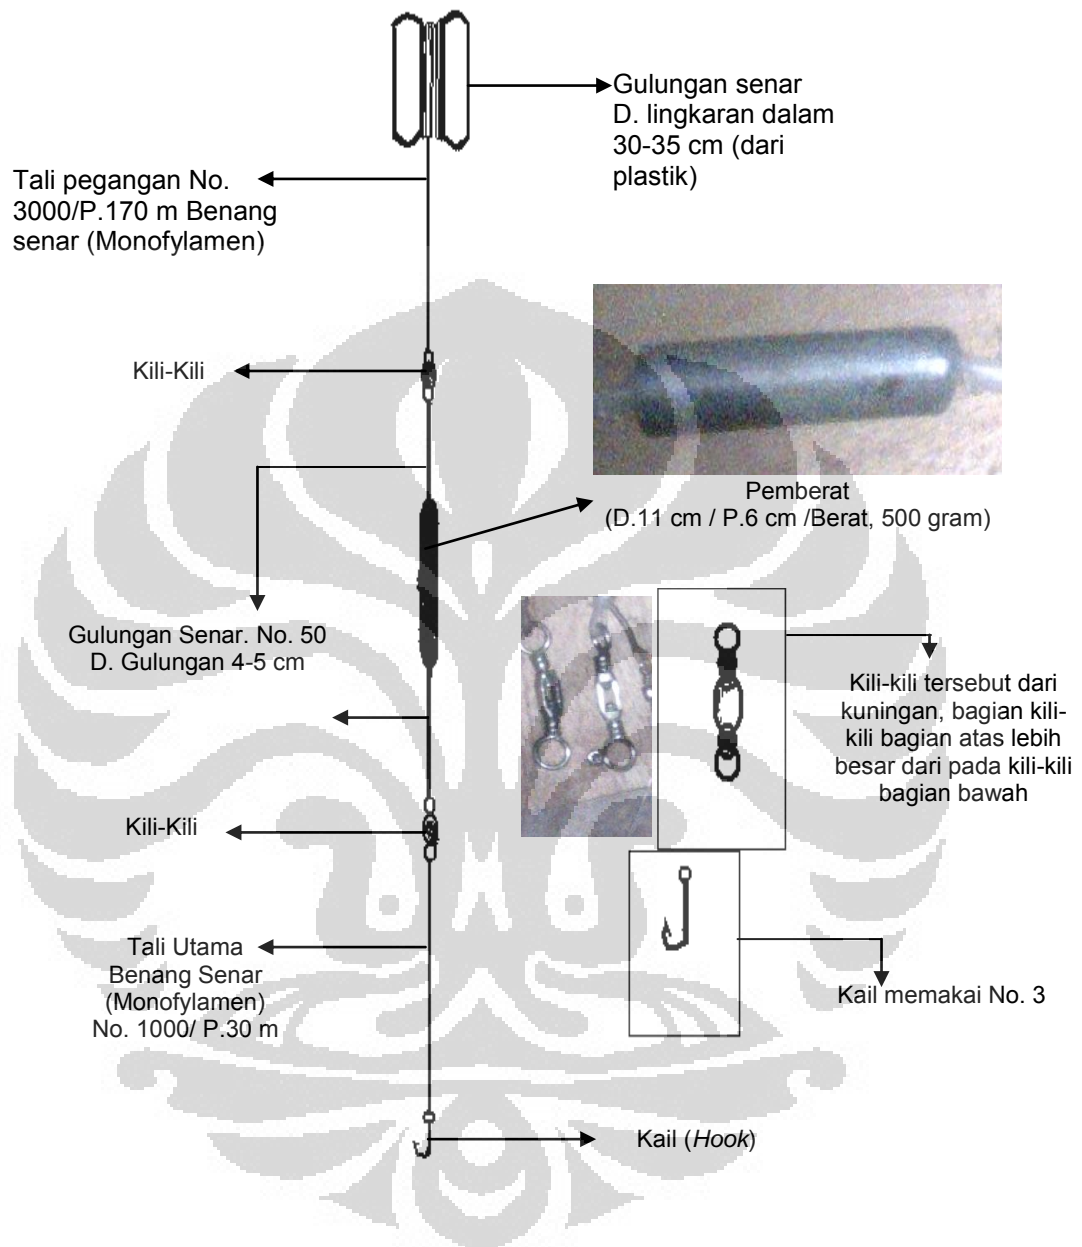 Gulungan senar
D. lingkaran dalam
30-35 cm (dari
plastik)
Tali pegangan No.
3000/P.170 m Benang
senar (Monofylamen)
Kili-Kili
Pemberat
(D.11 cm / P.6 cm /Berat, 500 gram)
Gulungan Senar. No. 50
D. Gulungan 4-5 cm
Kili-kili tersebut dari
kuningan, bagian kili-
kili bagian atas lebih
besar dari pada kili-kili
bagian bawah
Kili-Kili
Tali Utama
Benang Senar
(Monofylamen)
No. 1000/ P.30 m
Kail memakai No. 3
Kail (Hook)